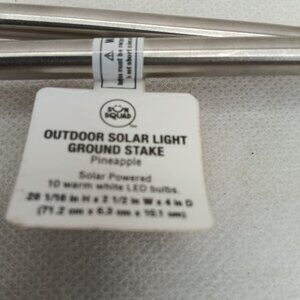 SUN
SQUAD
OUTDOOR SOLAR LIGHT
GROUND STAKE
Pineapple
Solar Powered
10 warm white LED bulbs.
28 1/16 in H x 2 1/2 in W x 4 in D
(71.2 cm x 6.3 cm x 10.1 cm)